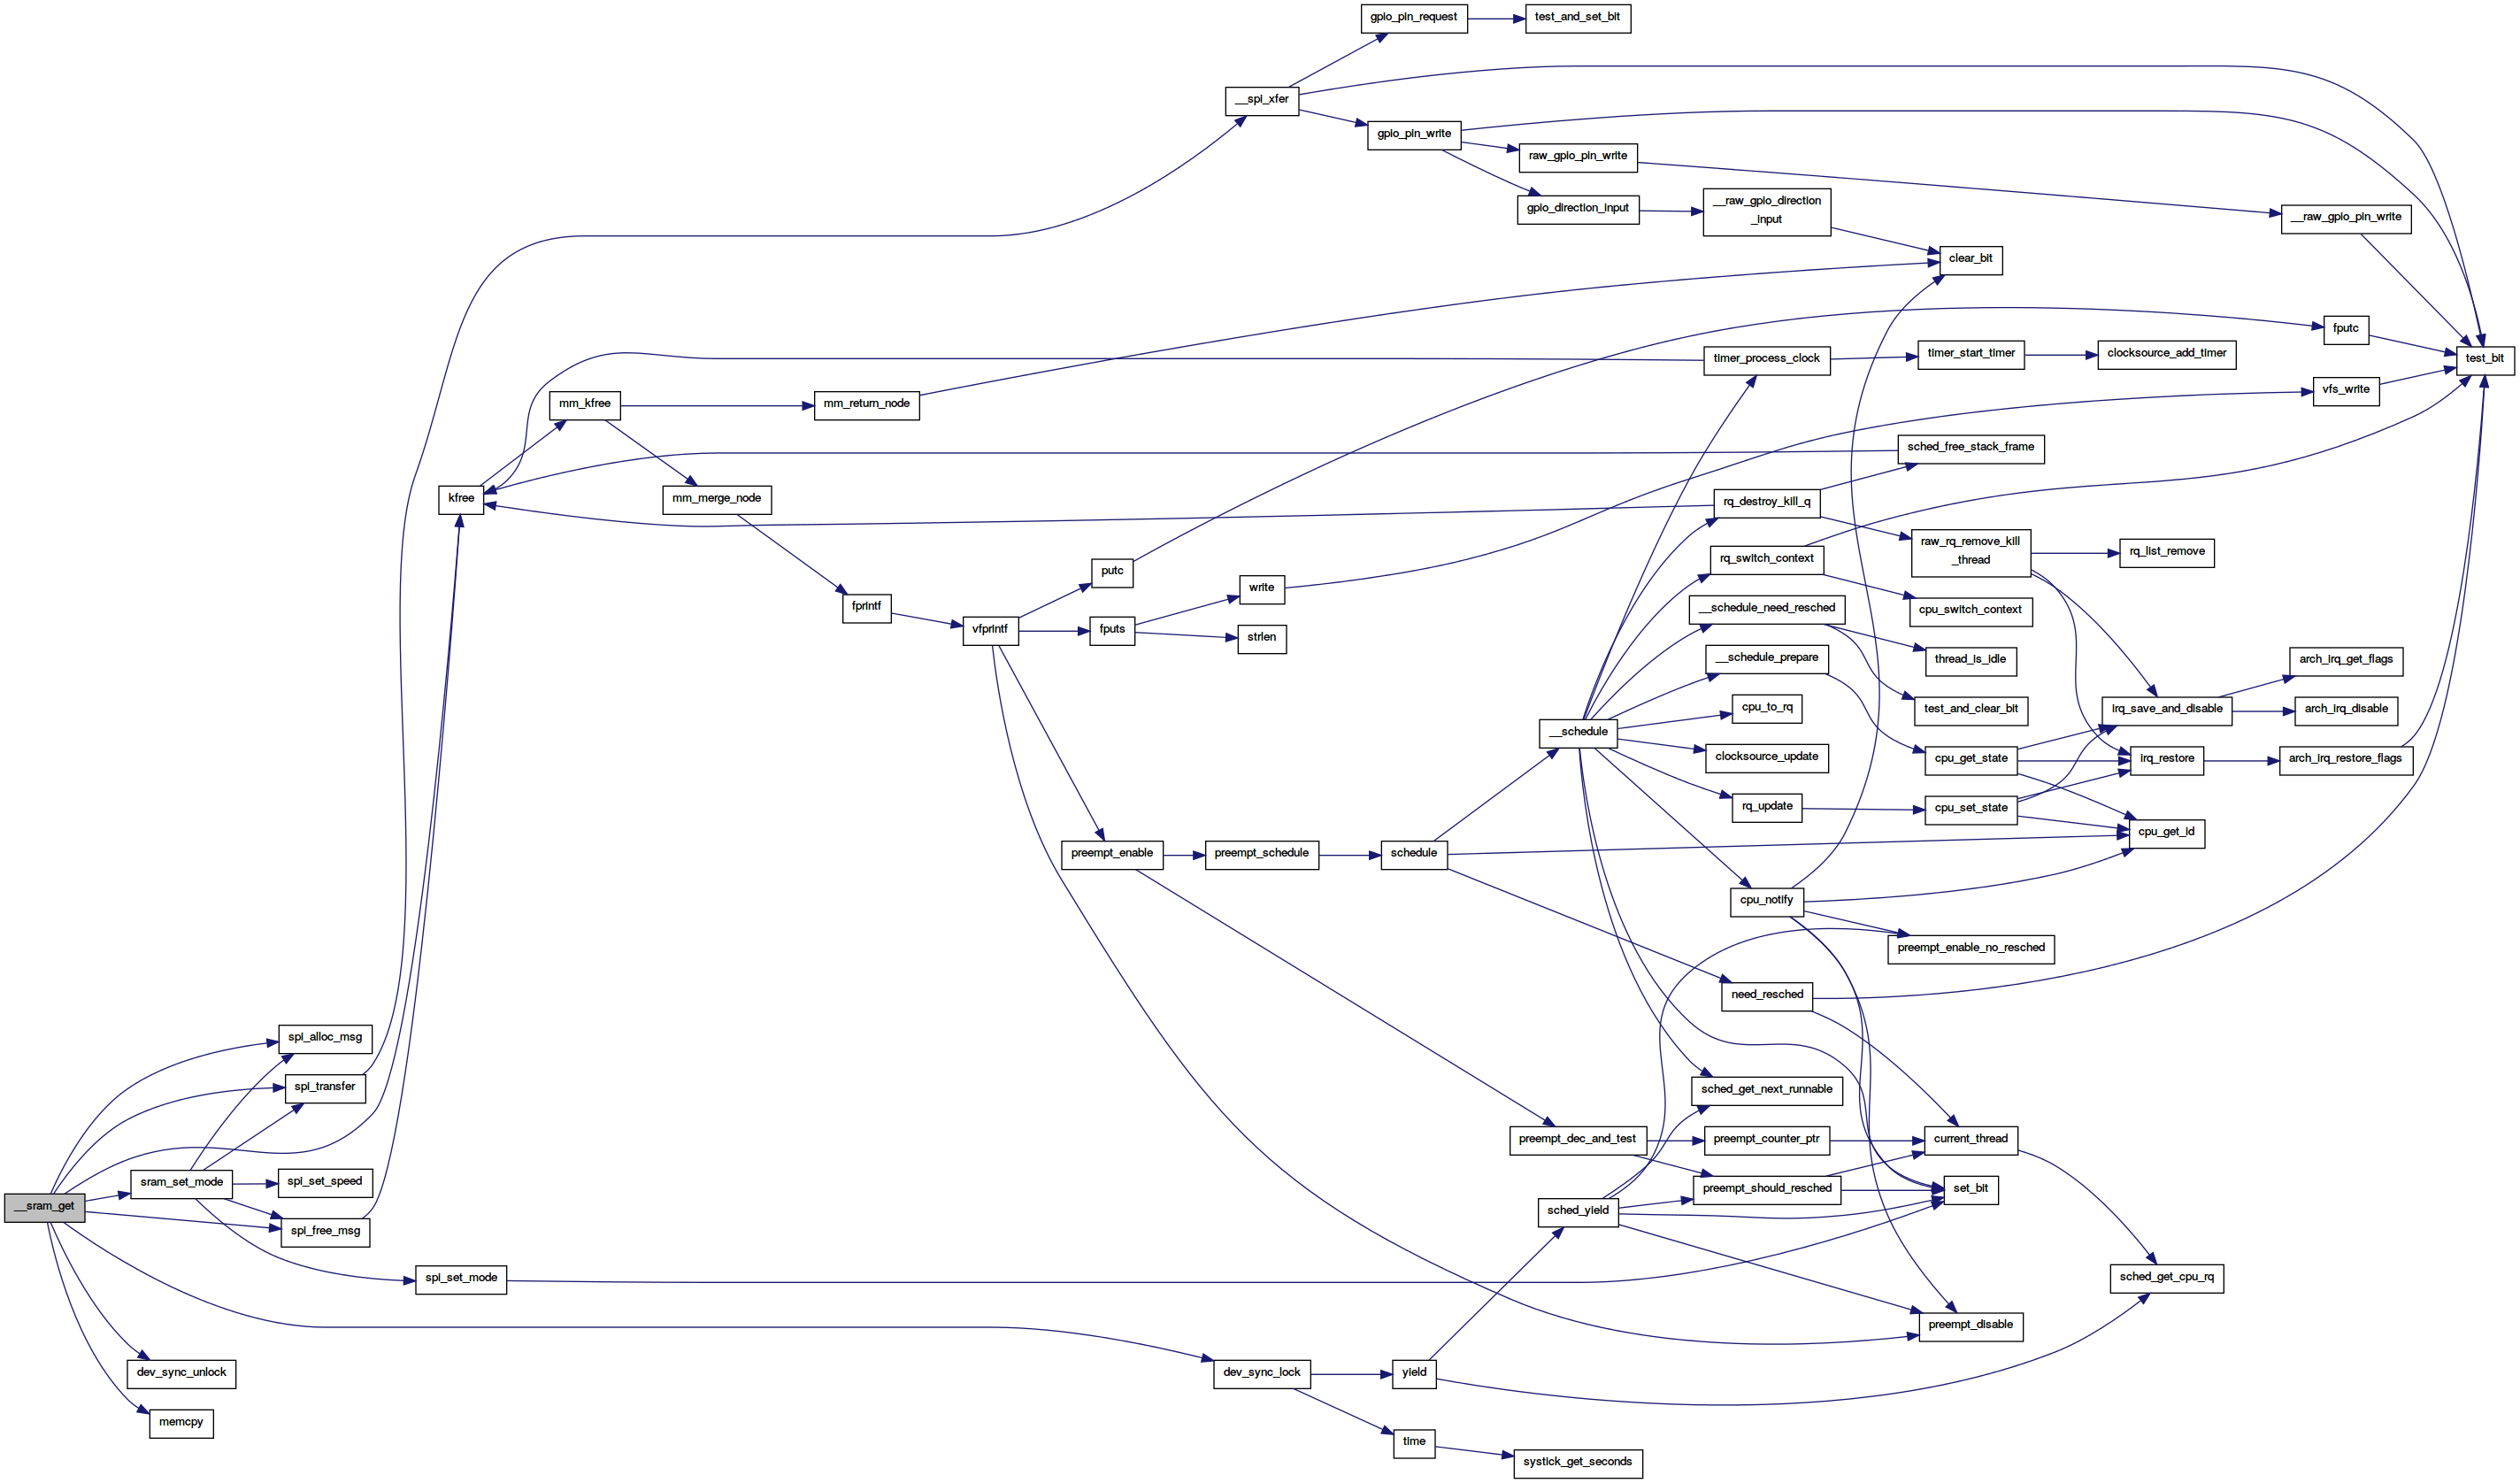 gpio_pin_request
test_and_set_bit
__spi_xfer
gpio_pin_write
raw_gpio_pin_write
__raw_gpio_direction
_input
gpio_direction_input
__raw_gpio_pin_write
clear_bit
fputc
timer_process_clock
timer_start_timer
clocksource_add_timer
test_bit
mm_kfree
mm_return_node
vfs_write
sched_free_stack_frame
kfree
mm_merge_node
rq_destroy_kill_q
raw_rq_remove_kill
_thread
rq_list_remove
rq_switch_context
putc
write
cpu_switch_context
fprintf
__schedule_need_resched
vfprintf
fputs
strlen
__schedule_prepare
thread_is_idle
arch_irq_get_flags
cpu_to_rq
test_and_clear_bit
irq_save_and_disable
arch_irq_disable
__schedule
clocksource_update
cpu_get_state
irq_restore
arch_irq_restore_flags
rq_update
cpu_set_state
cpu_get_id
preempt_enable
preempt_schedule
schedule
cpu_notify
preempt_enable_no_resched
need_resched
spi_alloc_msg
spi_transfer
sched_get_next_runnable
preempt_dec_and_test
preempt_counter_ptr
current_thread
sram_set_mode
spi_set_speed
preempt_should_resched
set_bit
__sram_get
sched_yield
spi_free_msg
spi_set_mode
sched_get_cpu_rq
preempt_disable
dev_sync_unlock
dev_sync_lock
yield
memcpy
time
systick_get_seconds